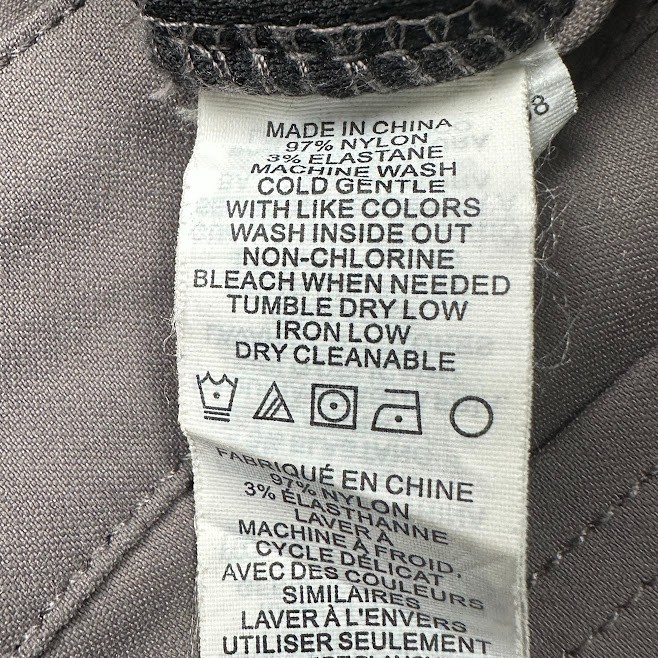 8
MADE IN CHINA
97% NYLON
3% ELASTANE
MACHINE WASH
COLD GENTLE
WITH LIKE COLORS
WASH INSIDE OUT
NON-CHLORINE
BLEACH WHEN NEEDED
TUMBLE DRY LOW
IRON LOW
DRY CLEANABLE
FABRIQUÉ EN CHINE
97% NYLON
3% ÉLASTHANNE
LAVER À
MACHINE À FROID,
CYCLE DÉLICAT
AVEC DES COULEURS
SIMILAIRES
LAVER À L'ENVERS
UTILISER SEULEMENT